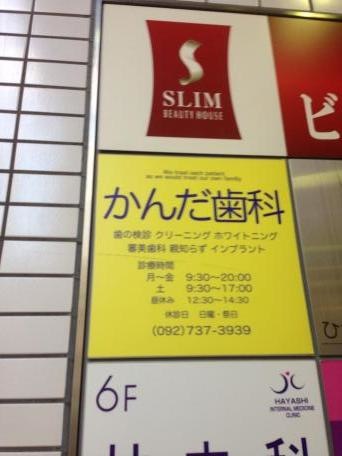 SLIM
BEAUTY HOUSE
ビ
We treat each patient,
as we would treat our own family
かんだ歯科
歯の検診 クリーニング ホワイトニング
審美歯科 親知らず インプラント
診療時間
月〜金 9:30〜20:00
土 9:30〜17:00
昼休み 12:30〜14:30
休診日 日曜・祭日
(092)737-3939
ひ
6F
HAYASHI
INTERNAL MEDICINE
CLINIC
内科